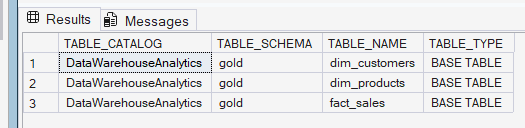 Results Messages
TABLE_CATALOG TABLE_SCHEMA TABLE_NAME TABLE_TYPE
1 DataWarehouseAnalytics gold dim_customers BASE TABLE
2 DataWarehouseAnalytics gold dim_products BASE TABLE
3 DataWarehouseAnalytics gold fact_sales BASE TABLE